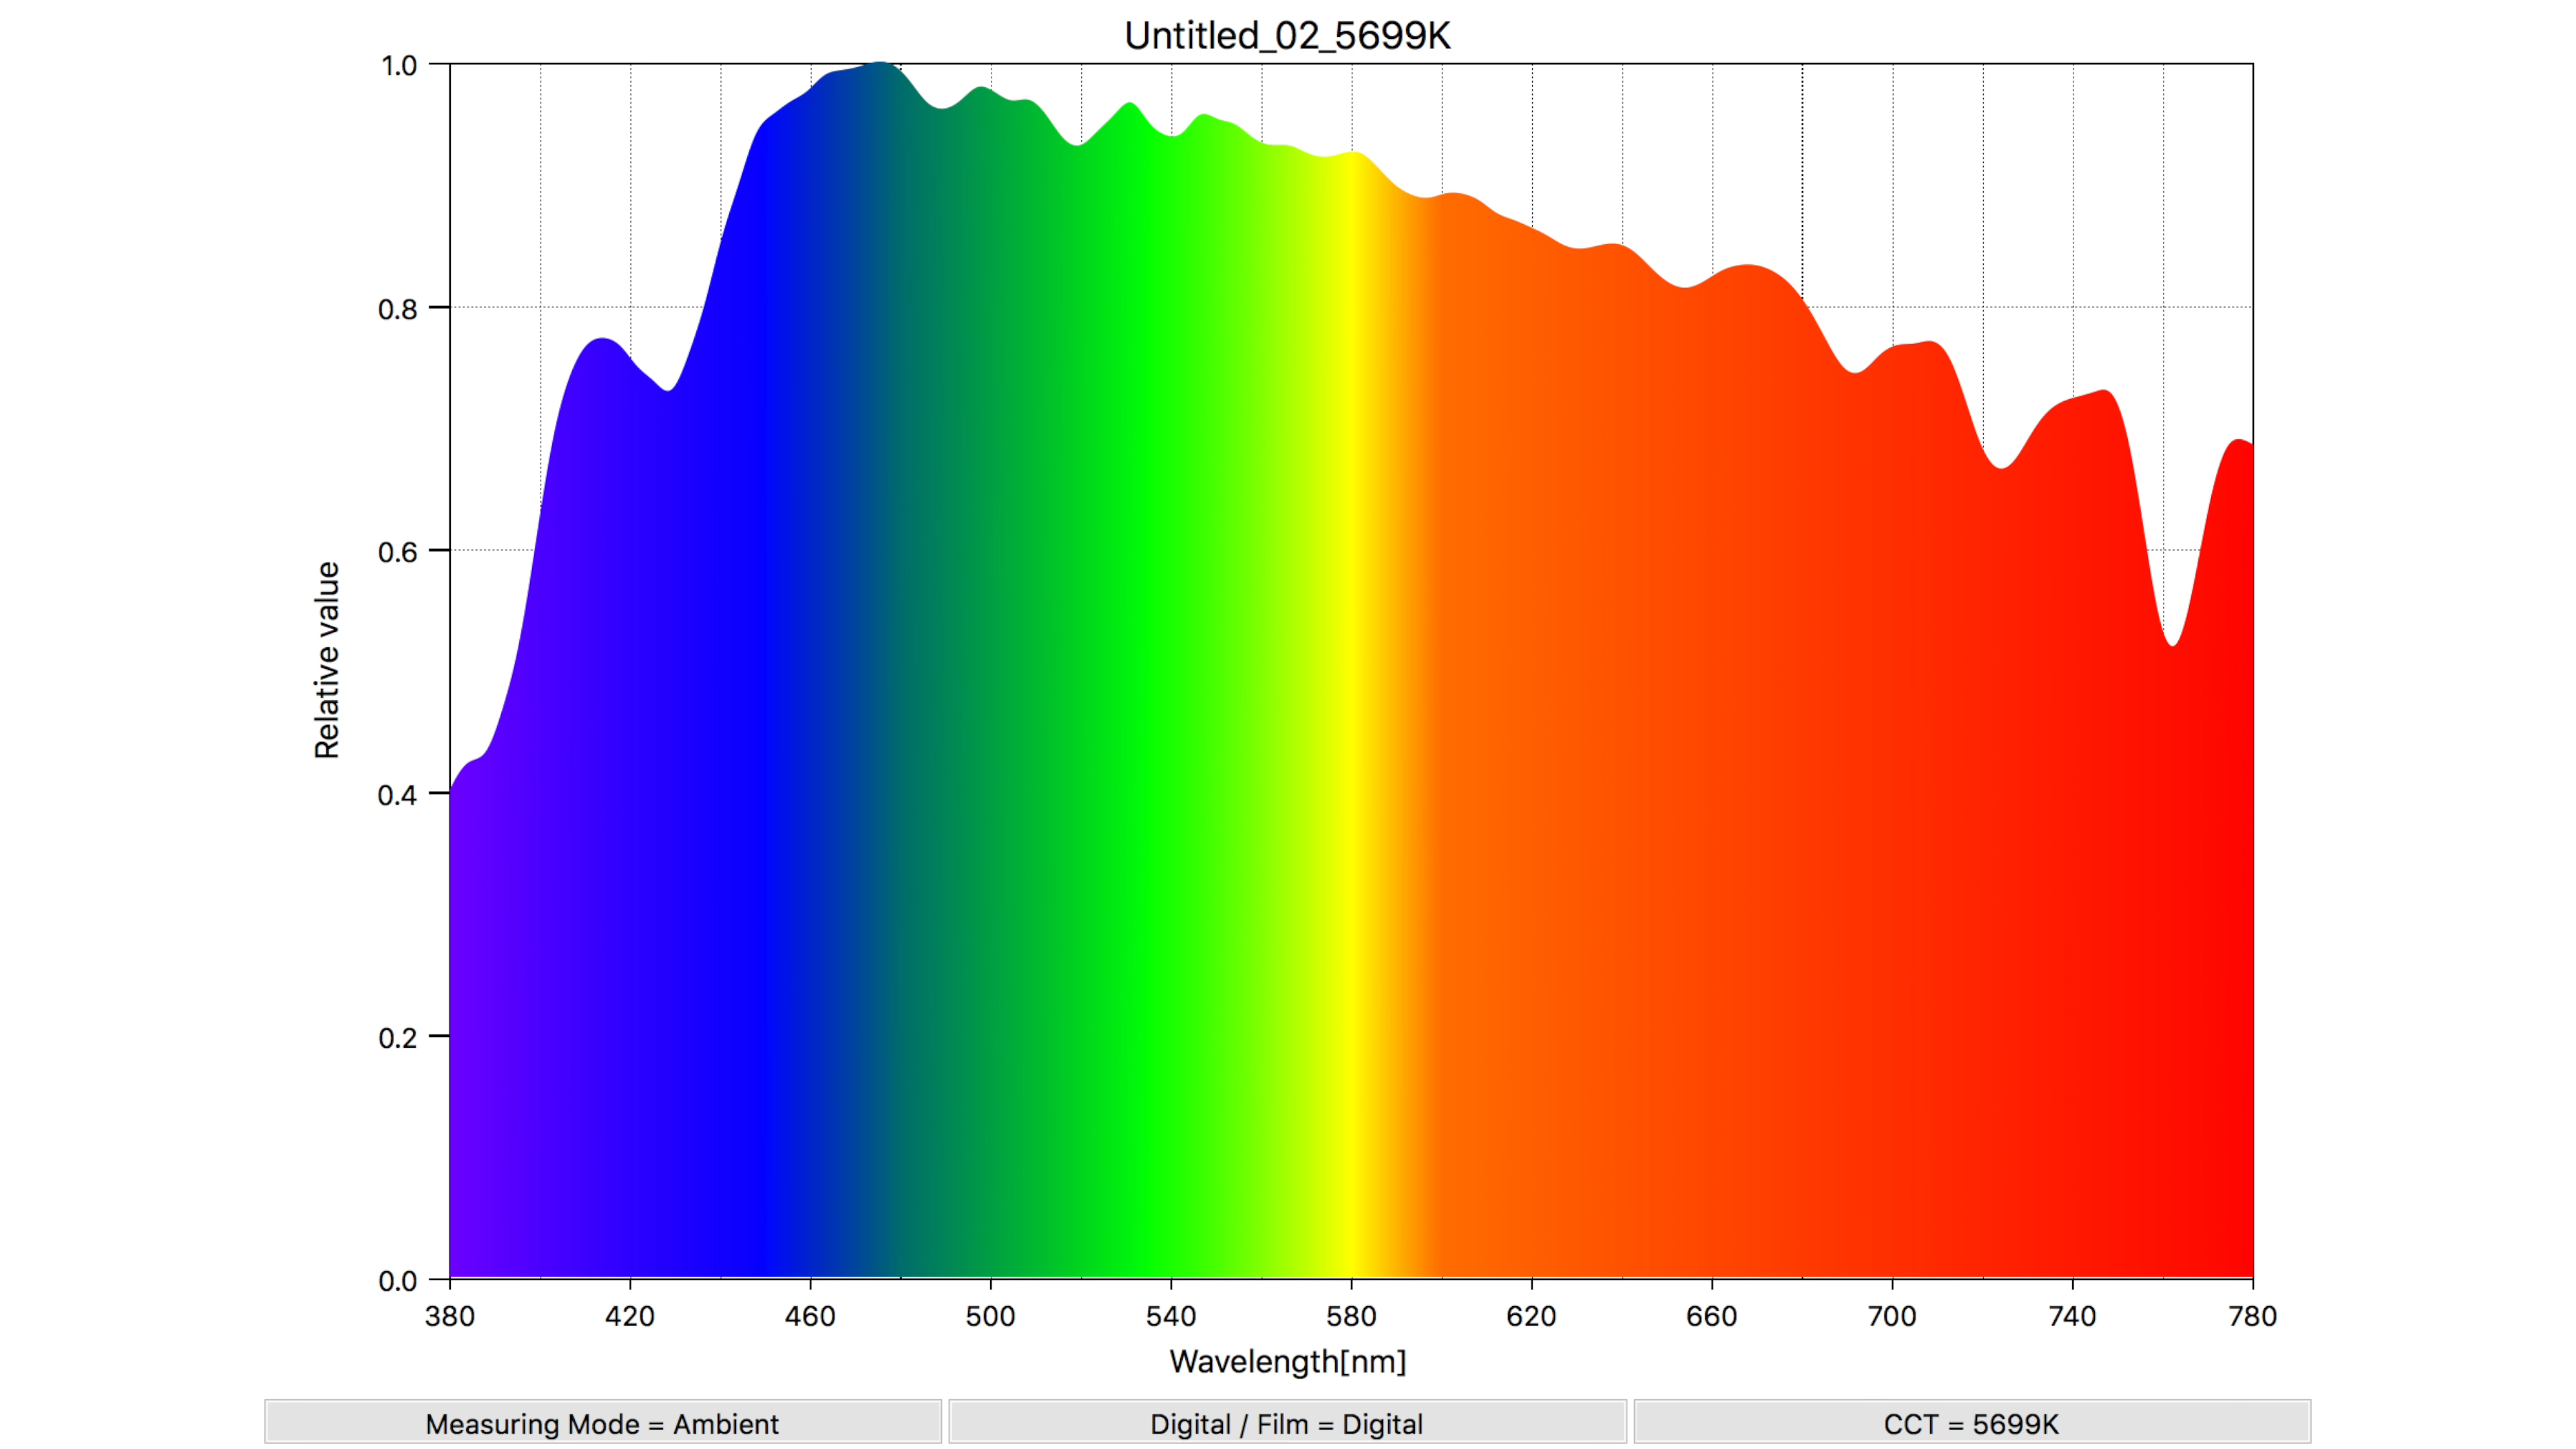 Untitled_02_5699K
1.0
0.8
0.6
0.4
0.2
0.0
Relative value
380 420 460 500 540 580 620 660 700 740 780
Wavelength[nm]
Measuring Mode = Ambient
Digital / Film = Digital
CCT = 5699K